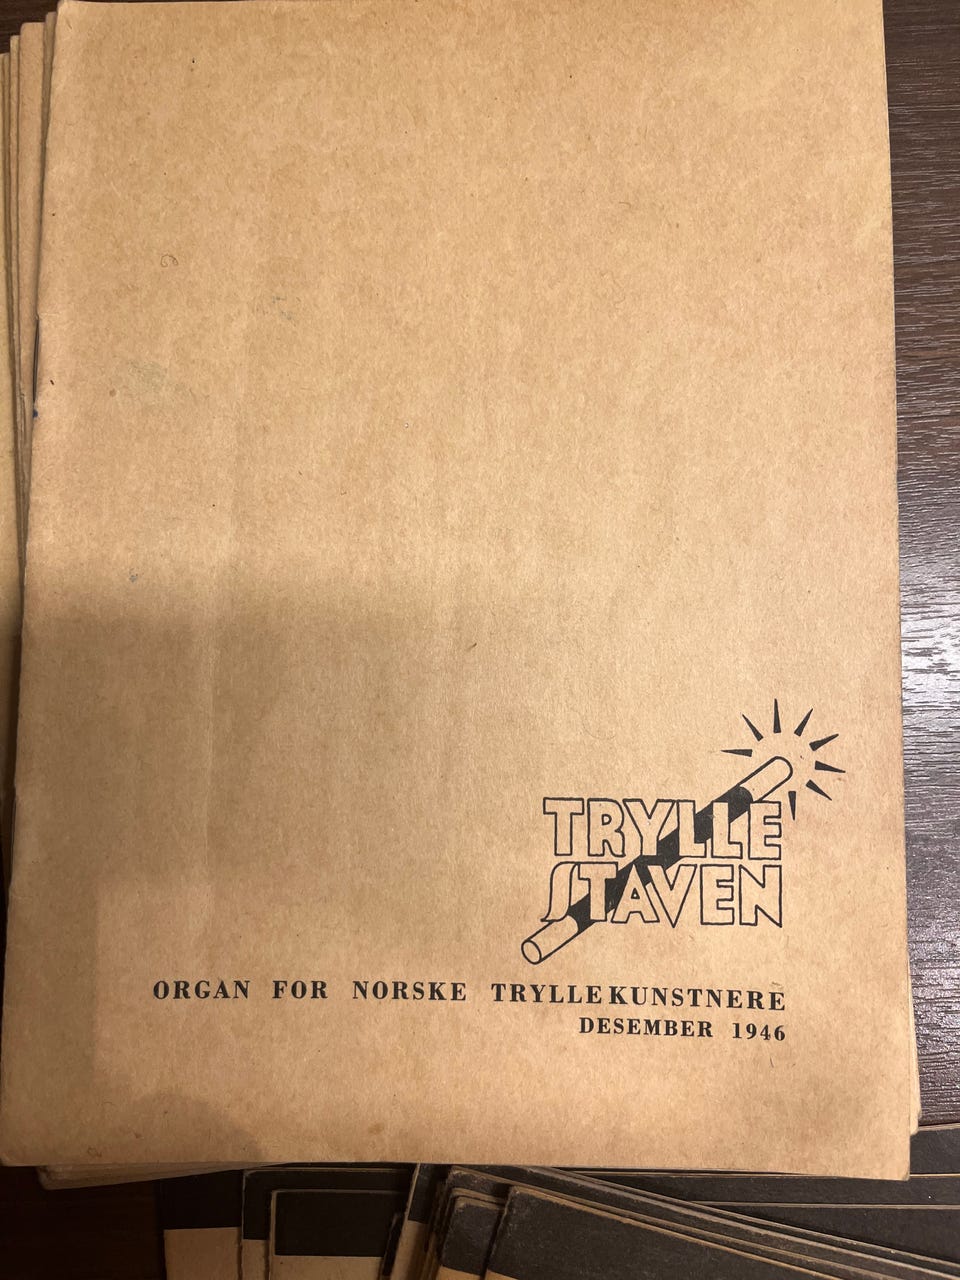 TRYLLE
STAVEN
ORGAN FOR NORSKE TRYLLEKUNSTNERE
DESEMBER 1946